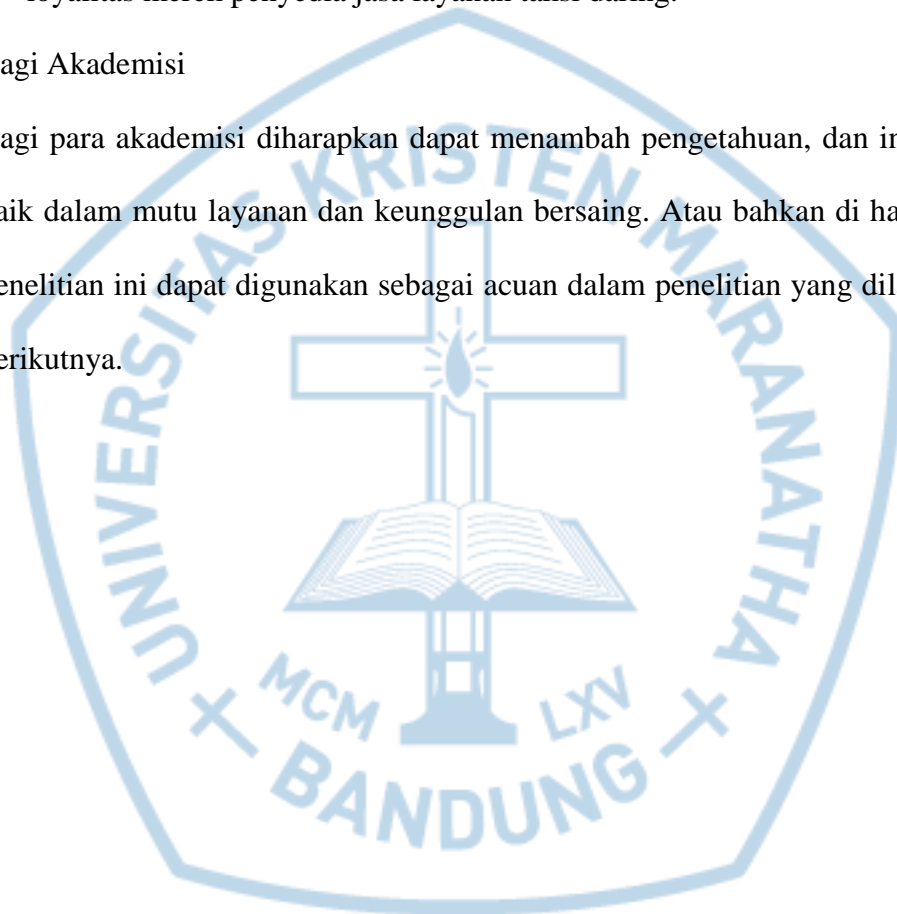 loyalitas merek penyedia jasa layanan taksi daring.
agi Akademisi
agi para akademisi diharapkan dapat menambah pengetahuan, dan in
aik dalam mutu layanan dan keunggulan bersaing. Atau bahkan di ha
enelitian ini dapat digunakan sebagai acuan dalam penelitian yang dil
erikutnya.
UNIVERSITAS KRISTEN MARANATHA
MCM LXV
BANDUNG